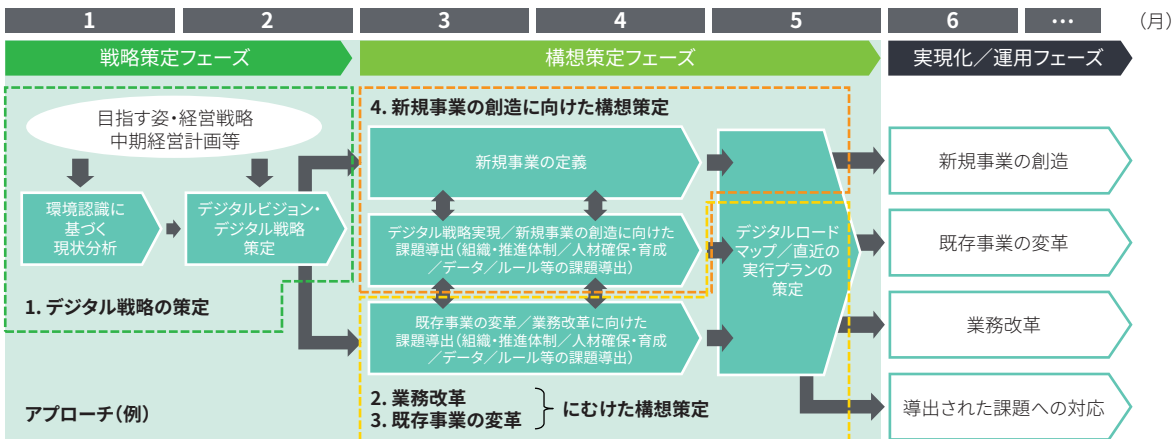 1
2
3
4
5
6
…
（月）
戦略策定フェーズ
構想策定フェーズ
実現化／運用フェーズ
目指す姿・経営戦略
中期経営計画等
環境認識に
基づく
現状分析
デジタルビジョン・
デジタル戦略
策定
1. デジタル戦略の策定
アプローチ（例）
4. 新規事業の創造に向けた構想策定
新規事業の定義
デジタル戦略実現／新規事業の創造に向けた
課題導出（組織・推進体制／人材確保・育成
／データ／ルール等の課題導出）
既存事業の変革／業務改革に向けた
課題導出（組織・推進体制／人材確保・育成
／データ／ルール等の課題導出）
2. 業務改革
3. 既存事業の変革
にむけた構想策定
デジタルロード
マップ／直近の
実行プランの
策定
新規事業の創造
既存事業の変革
業務改革
導出された課題への対応